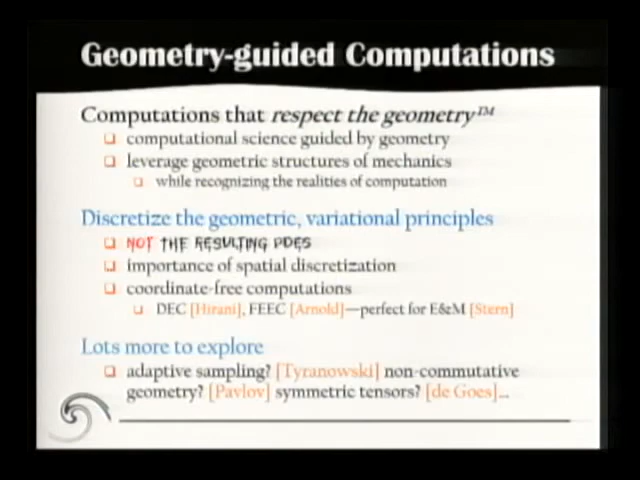 Geometry-guided Computations
Computations that respect the geometry™
computational science guided by geometry
leverage geometric structures of mechanics
while recognizing the realities of computation
Discretize the geometric, variational principles
NOT THE RESULTING PDES
importance of spatial discretization
coordinate-free computations
DEC [Hirani], FEEC [Arnold]—perfect for E&M [Stern]
Lots more to explore
adaptive sampling? [Tyranowski] non-commutative
geometry? [Pavlov] symmetric tensors? [de Goes]...